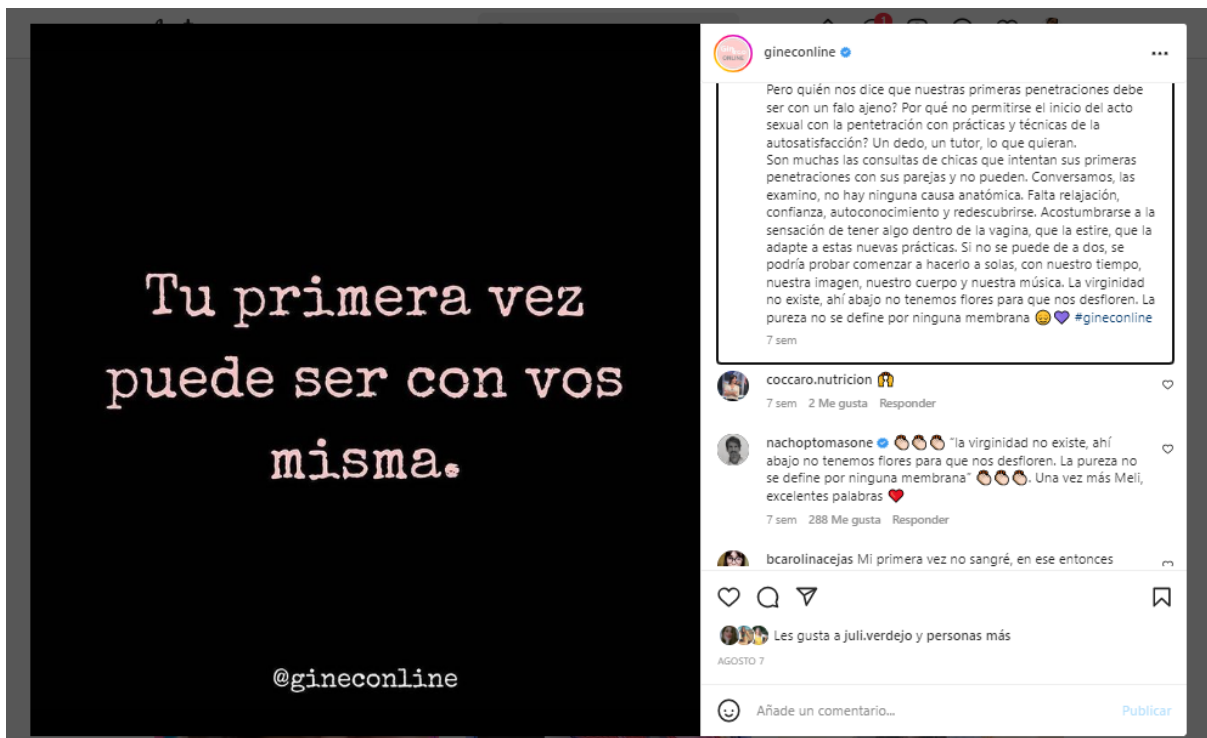 Tu primera vez
puede ser con vos
misma.
@gineconline
gineconline
Pero quién nos dice que nuestras primeras penetraciones debe
ser con un falo ajeno? Por qué no permitirse el inicio del acto
sexual con la pentetración con prácticas y técnicas de la
autosatisfacción? Un dedo, un tutor, lo que quieran.
Son muchas las consultas de chicas que intentan sus primeras
penetraciones con sus parejas y no pueden. Conversamos, las
examino, no hay ninguna causa anatómica. Falta relajación,
confianza, autoconocimiento y redescubrirse. Acostumbrarse a la
sensación de tener algo dentro de la vagina, que la estire, que la
adapte a estas nuevas prácticas. Si no se puede de a dos, se
podría probar comenzar a hacerlo a solas, con nuestro tiempo,
nuestra imagen, nuestro cuerpo y nuestra música. La virginidad
no existe, ahí abajo no tenemos flores para que nos desfloren. La
pureza no se define por ninguna membrana 😔💜 #gineconline
7 sem
coccaro.nutricion 🙌
7 sem 2 Me gusta Responder
nachoptomasone 👏🏻👏🏻👏🏻 "la virginidad no existe, ahí
abajo no tenemos flores para que nos desfloren. La pureza no
se define por ninguna membrana" 👏🏻👏🏻👏🏻. Una vez más Meli,
excelentes palabras ❤️
7 sem 288 Me gusta Responder
bcarolinacejas Mi primera vez no sangré, en ese entonces
Les gusta a juli.verdejo y personas más
AGOSTO 7
Añade un comentario...
Publicar